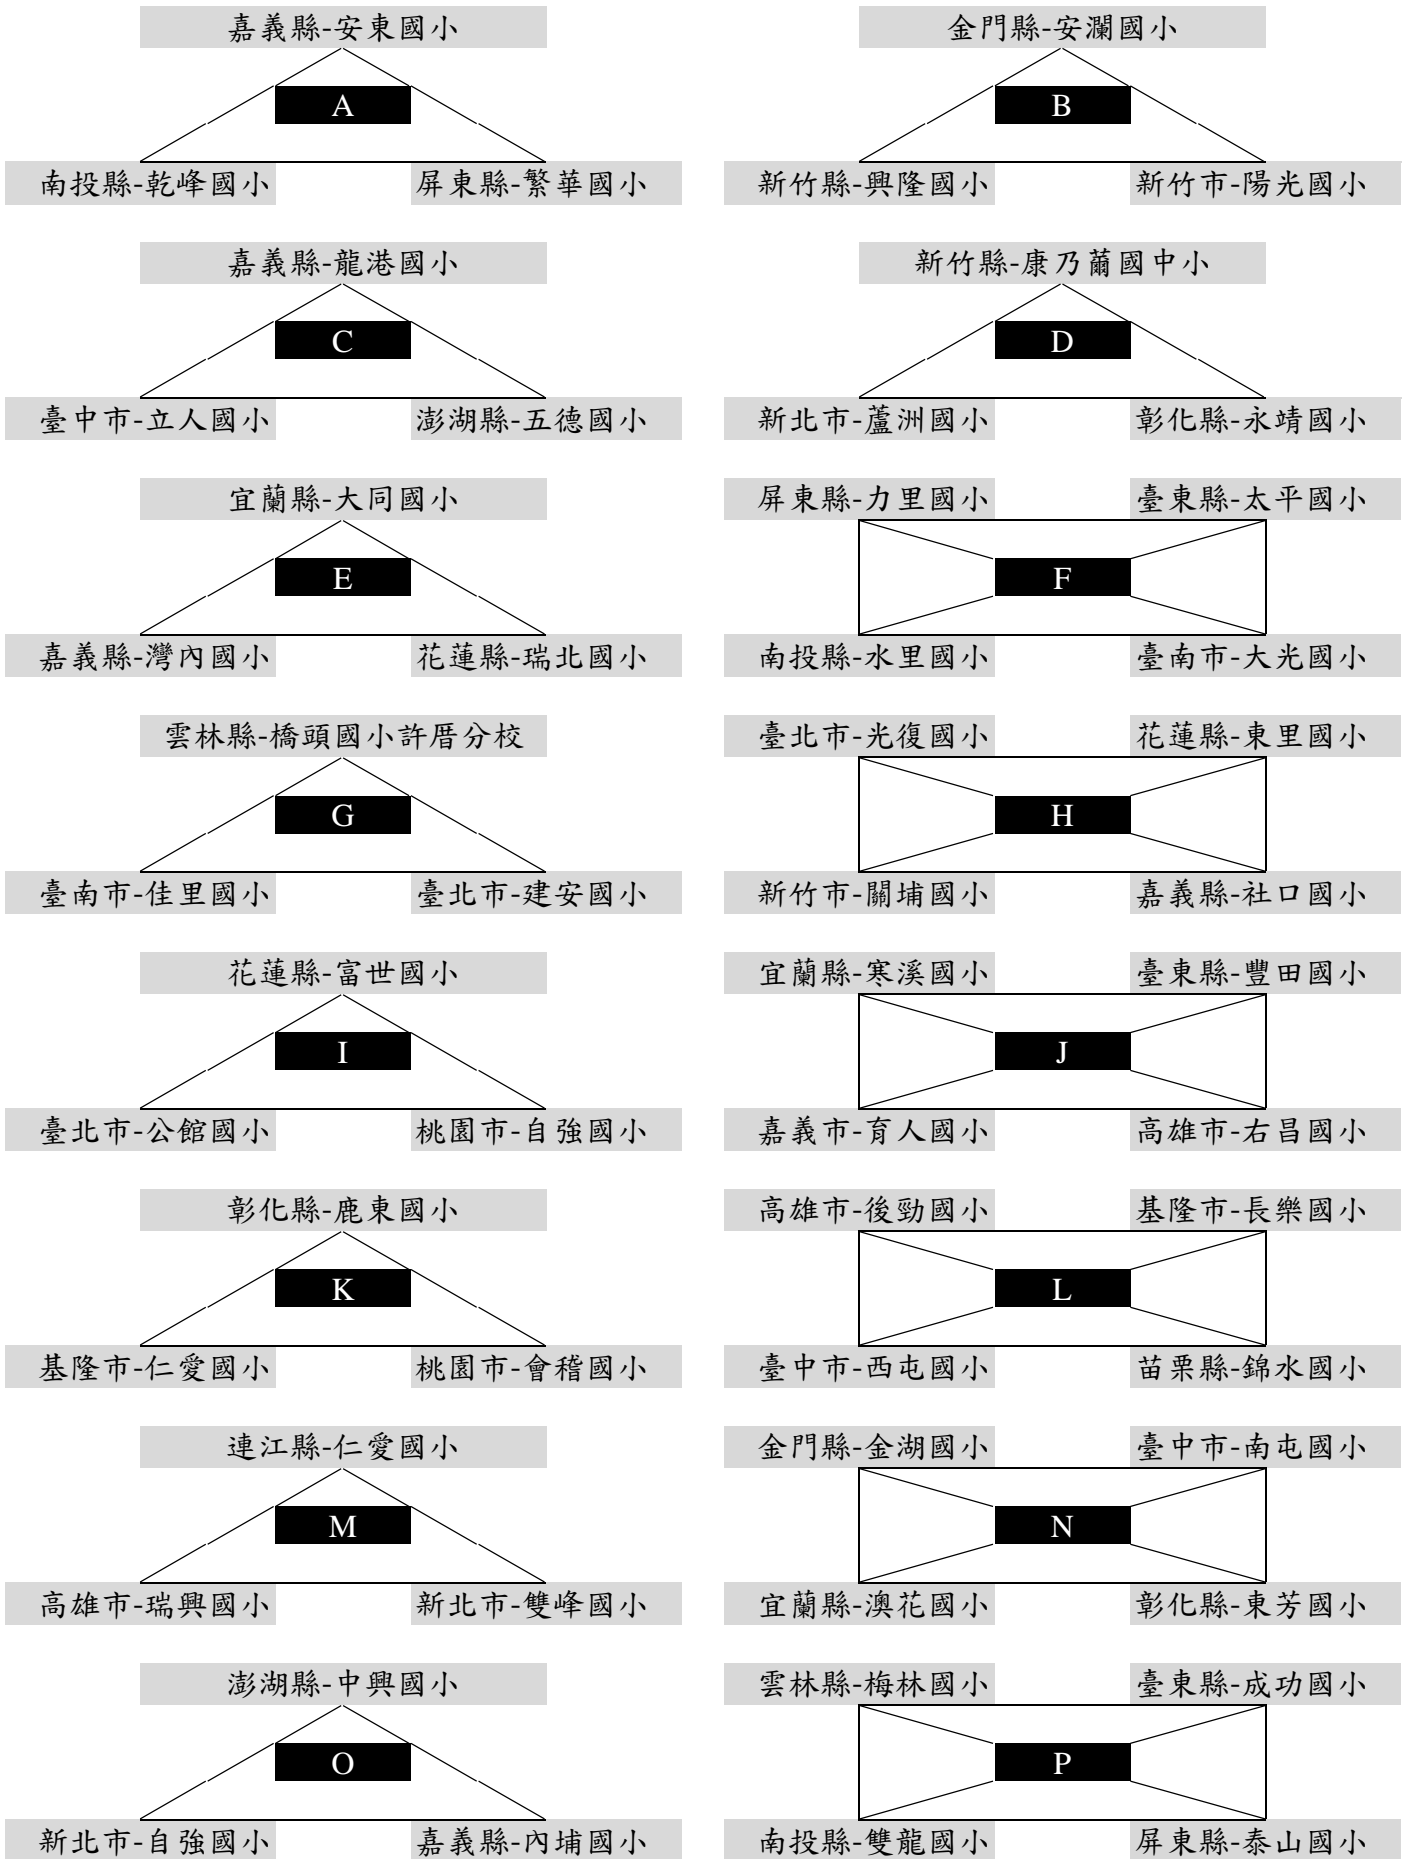 嘉義縣-安東國小
金門縣-安瀾國小
A
B
南投縣-乾峰國小
屏東縣-繁華國小
新竹縣-興隆國小
新竹市-陽光國小
嘉義縣-龍港國小
新竹縣-康乃薾國中小
C
D
臺中市-立人國小
澎湖縣-五德國小
新北市-蘆洲國小
彰化縣-永靖國小
宜蘭縣-大同國小
屏東縣-力里國小
臺東縣-太平國小
E
F
嘉義縣-灣內國小
花蓮縣-瑞北國小
南投縣-水里國小
臺南市-大光國小
雲林縣-橋頭國小許厝分校
臺北市-光復國小
花蓮縣-東里國小
G
H
臺南市-佳里國小
臺北市-建安國小
新竹市-關埔國小
嘉義縣-社口國小
花蓮縣-富世國小
宜蘭縣-寒溪國小
臺東縣-豐田國小
I
J
臺北市-公館國小
桃園市-自強國小
嘉義市-育人國小
高雄市-右昌國小
彰化縣-鹿東國小
高雄市-後勁國小
基隆市-長樂國小
K
L
基隆市-仁愛國小
桃園市-會稽國小
臺中市-西屯國小
苗栗縣-錦水國小
連江縣-仁愛國小
金門縣-金湖國小
臺中市-南屯國小
M
N
高雄市-瑞興國小
新北市-雙峰國小
宜蘭縣-澳花國小
彰化縣-東芳國小
澎湖縣-中興國小
雲林縣-梅林國小
臺東縣-成功國小
O
P
新北市-自強國小
嘉義縣-內埔國小
南投縣-雙龍國小
屏東縣-泰山國小